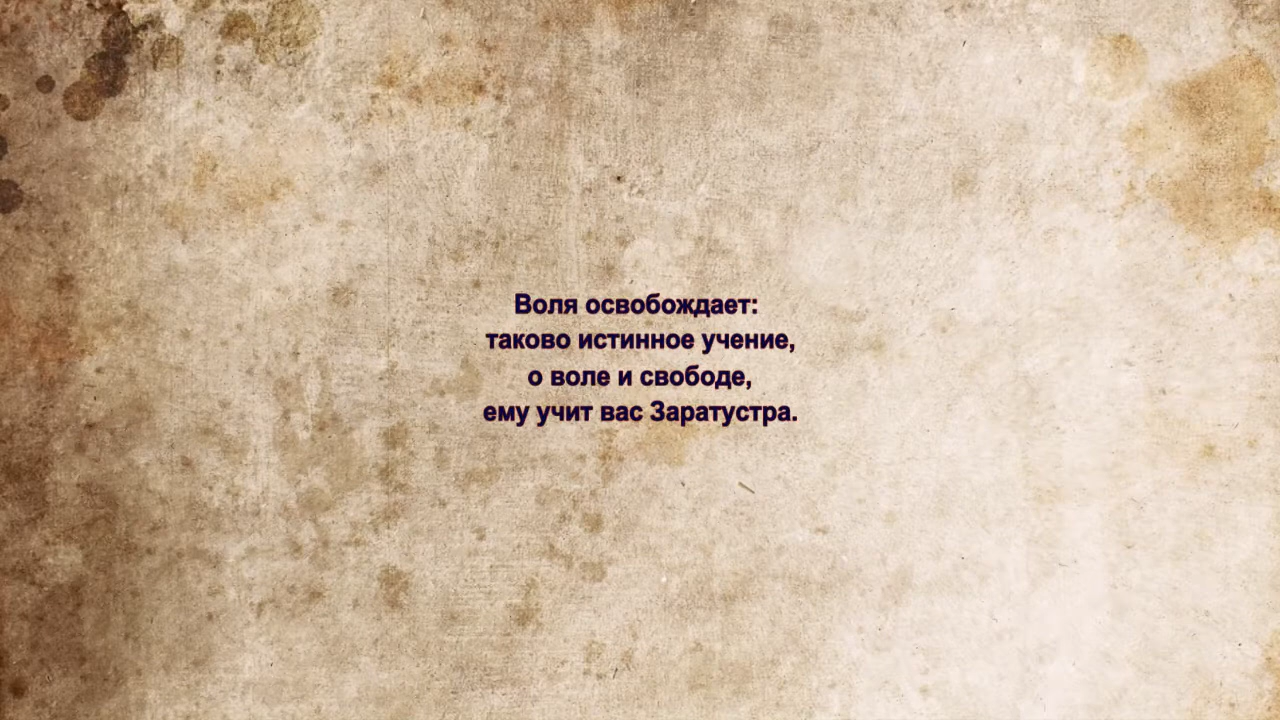 Воля освобождает:
таково истинное учение,
о воле и свободе,
ему учит вас Заратустра.